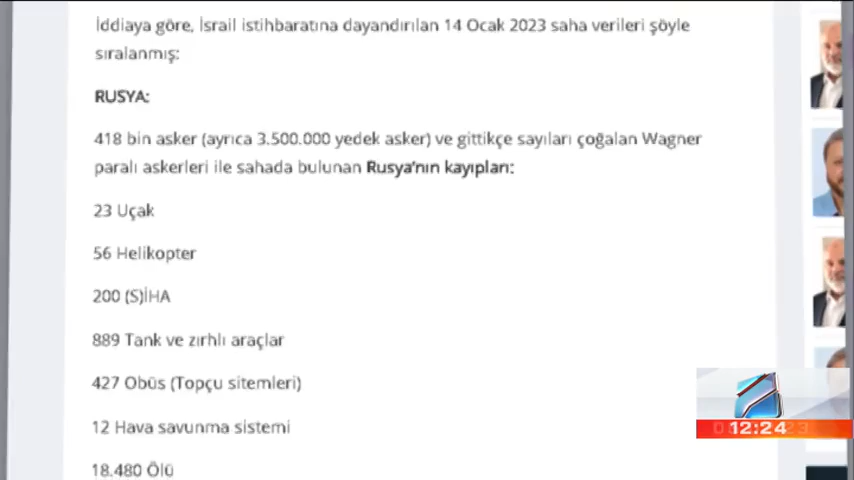 İddiaya göre, İsrail istihbaratına dayandırılan 14 Ocak 2023 saha verileri şöyle
sıralanmış:
RUSYA:
418 bin asker (ayrıca 3.500.000 yedek asker) ve gittikçe sayıları çoğalan Wagner
paralı askerleri ile sahada bulunan Rusya'nın kayıpları:
23 Uçak
56 Helikopter
200 (S)İHA
889 Tank ve zırhlı araçlar
427 Obüs (Topçu sitemleri)
12 Hava savunma sistemi
18.480 Ölü
12:24